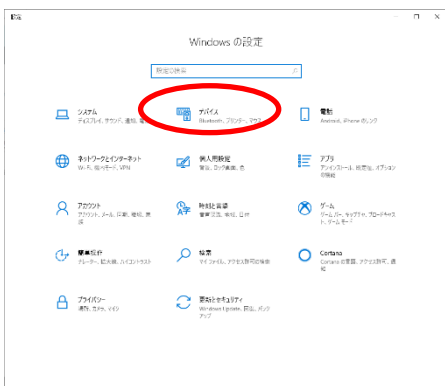 設定
Windows の設定
設定の検索
システム
ディスプレイ、サウンド、通知、電
デバイス
Bluetooth、プリンター、マウス
電話
Android, iPhone のリンク
ネットワークとインターネット
Wi-Fi, 機内モード, VPN
個人用設定
背景、ロック画面、色
アプリ
アンインストール、既定値、オプション
の機能
アカウント
アカウント、メール、同期、職場、家
族
時刻と言語
音声認識、地域、日付
ゲーム
ゲーム バー、キャプチャ、ブロードキャス
ト、ゲーム モード
簡単操作
ナレーター、拡大鏡、ハイコントラスト
検索
マイ ファイル、アクセス許可の検索
Cortana
Cortana の言語、アクセス許可、通
知
プライバシー
場所、カメラ、マイク
更新とセキュリティ
Windows Update、回復、バック
アップ